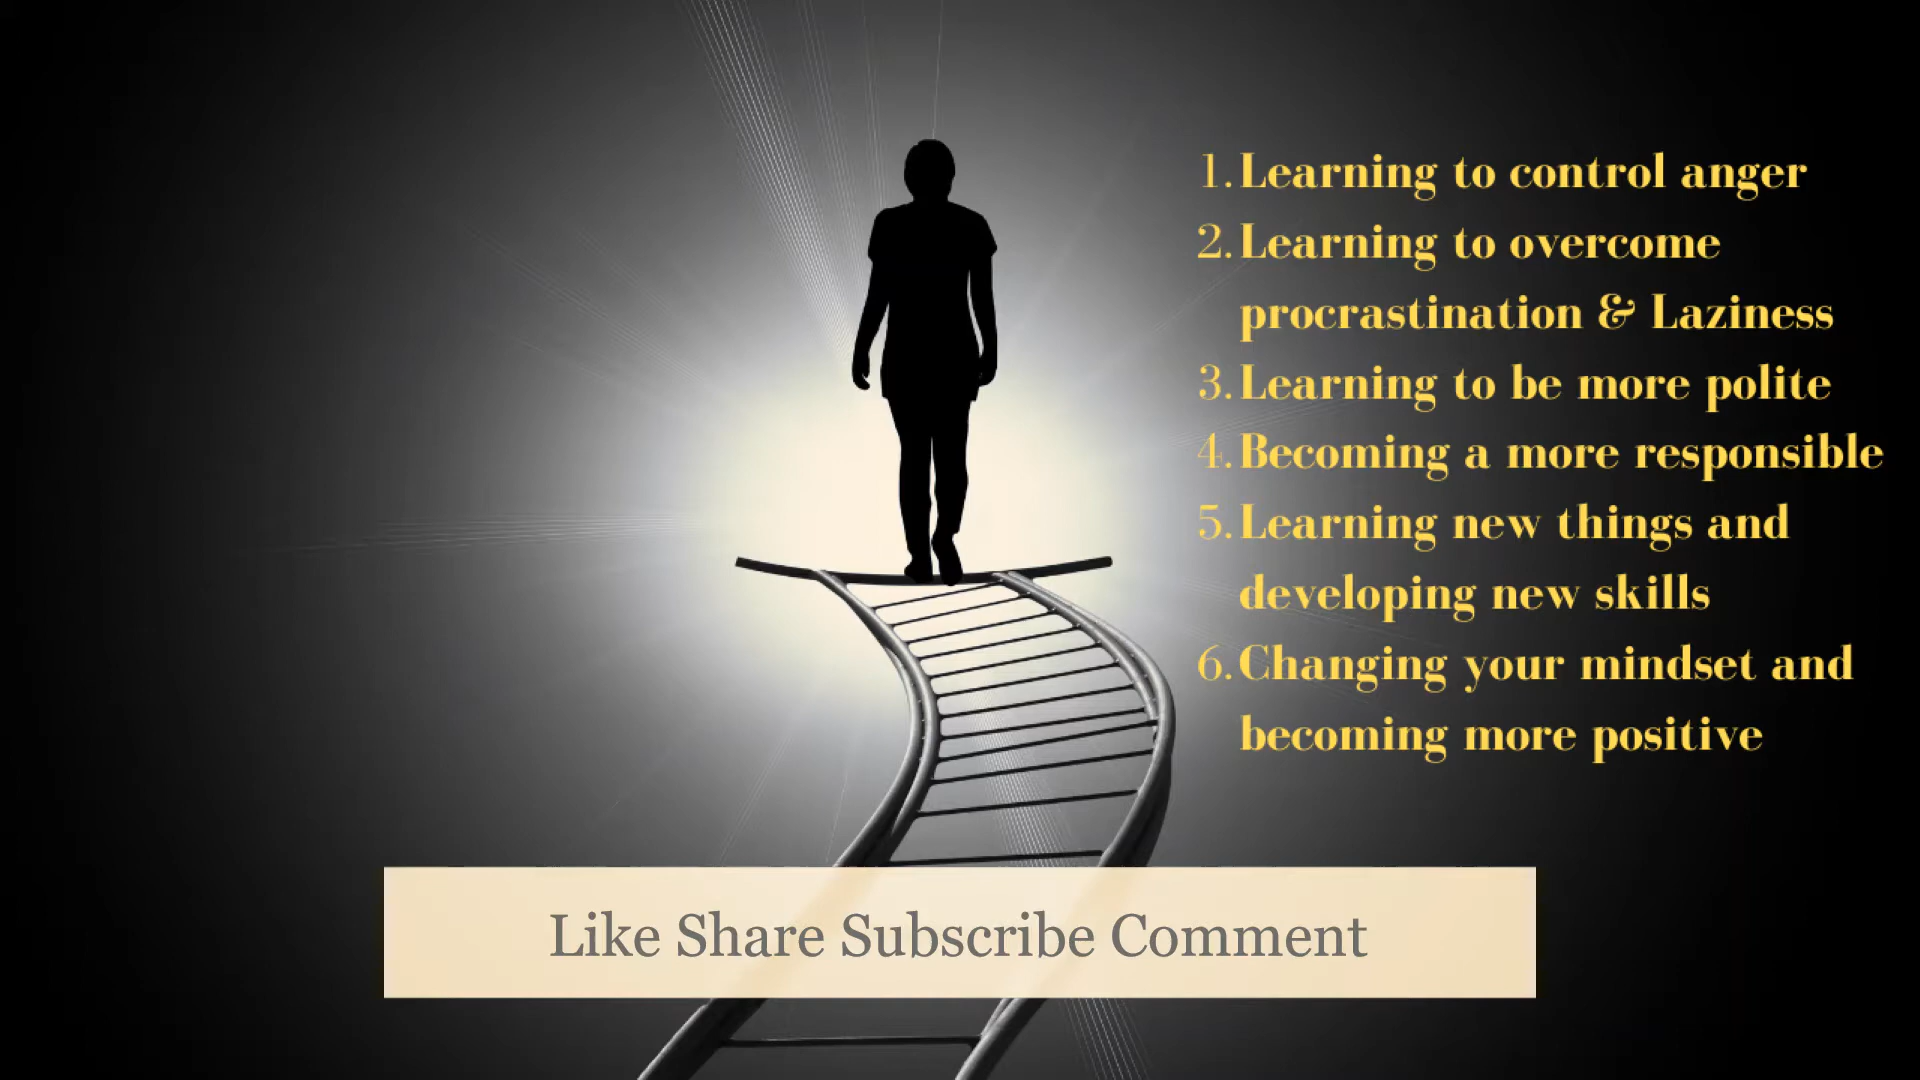 1. Learning to control anger
2. Learning to overcome
procrastination & Laziness
3. Learning to be more polite
4. Becoming a more responsible
5. Learning new things and
developing new skills
6. Changing your mindset and
becoming more positive
Like Share Subscribe Comment